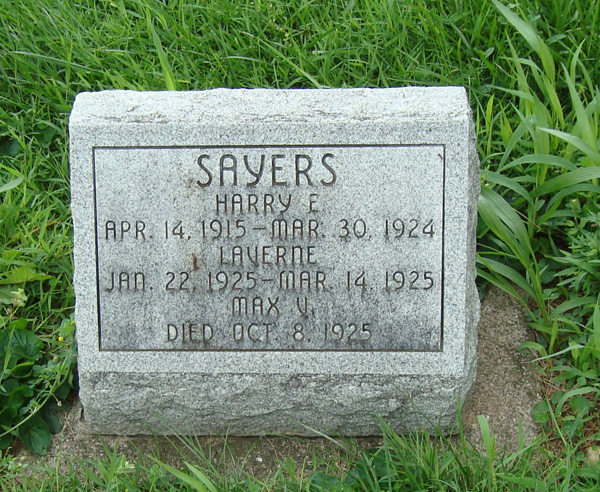 SAYERS
HARRY E.
APR. 14, 1915 – MAR. 30, 1924
LAVERNE
JAN. 22, 1925 – MAR. 14, 1925
MAX V.
DIED OCT. 8, 1925